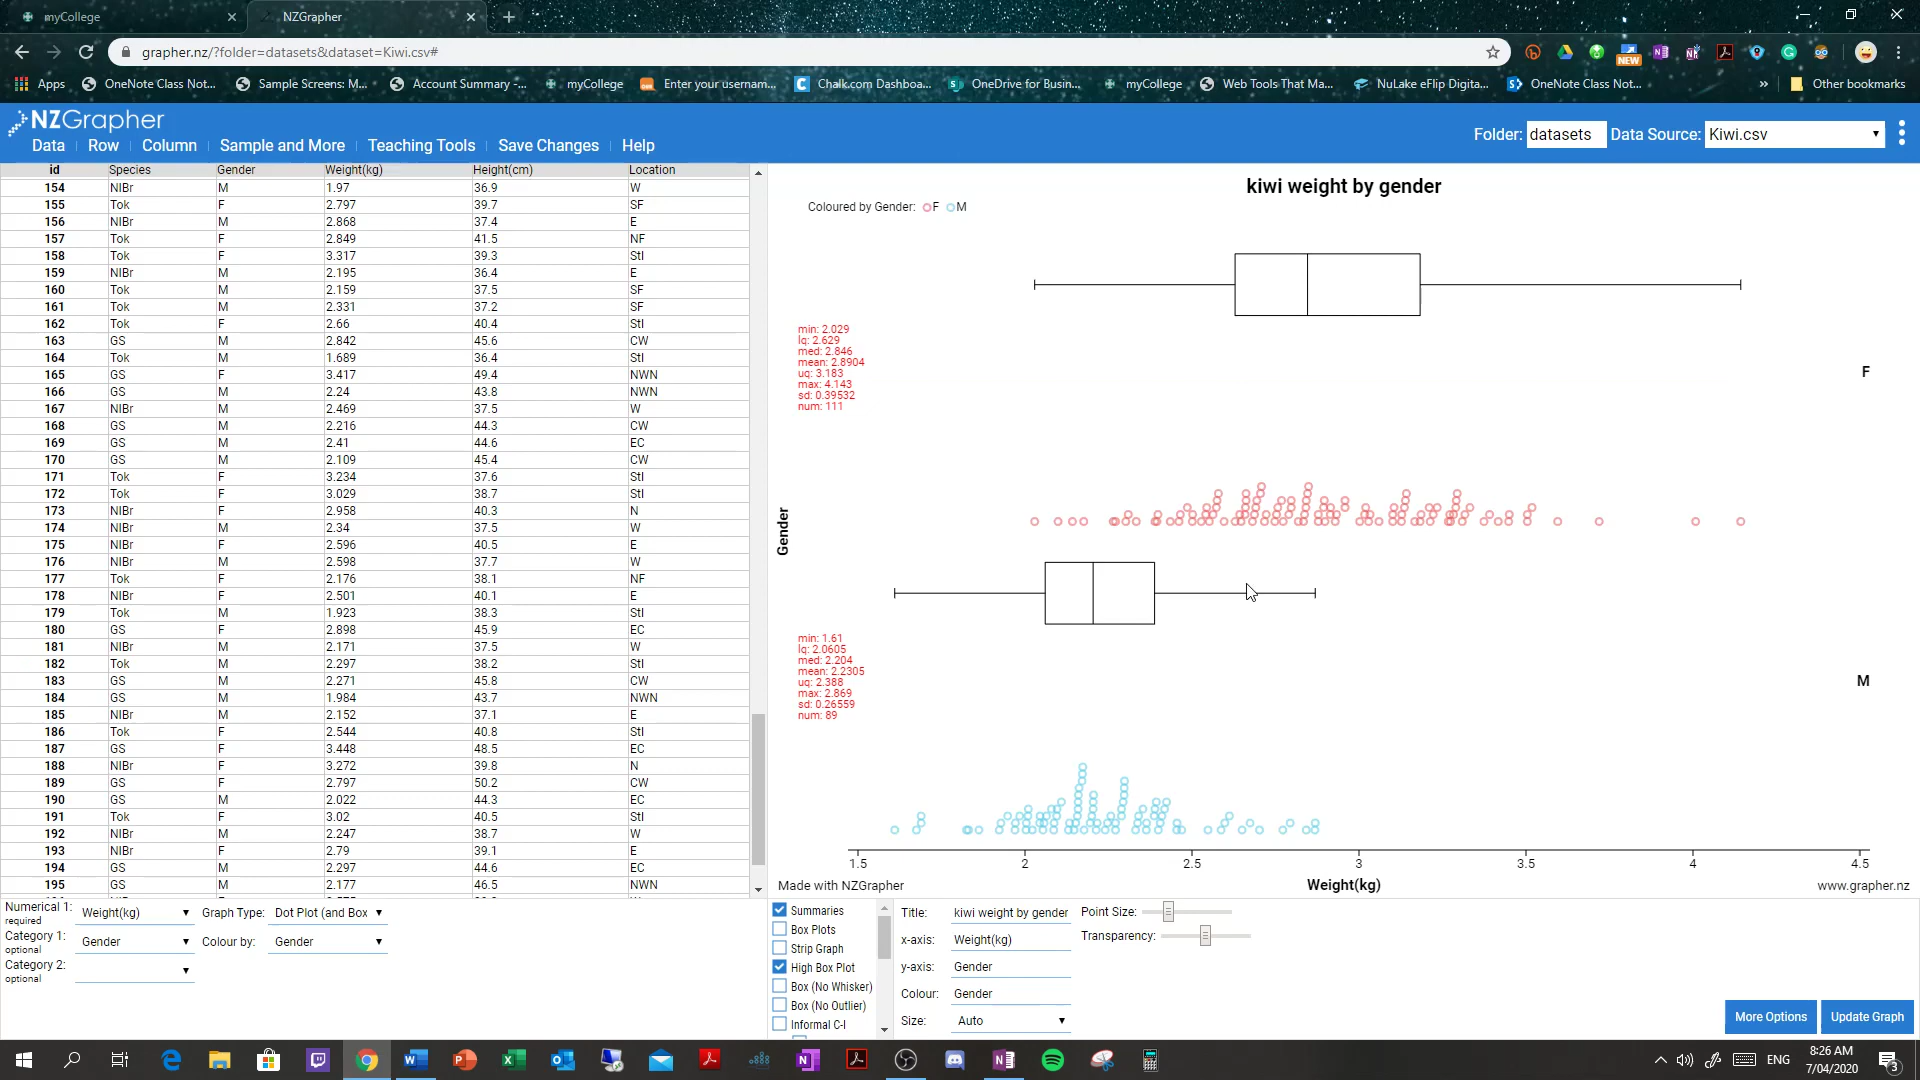 myCollege
NZGrapher
grapher.nz/?folder=datasets&dataset=Kiwi.csv#
NEW
Apps
OneNote Class Not...
Sample Screens: M...
Account Summary -...
myCollege
Enter your usernam...
Chalk.com Dashboa...
OneDrive for Busin...
myCollege
Web Tools That Ma...
NuLake eFlip Digita...
OneNote Class Not...
Other bookmarks
NZGrapher
Data Row Column Sample and More Teaching Tools Save Changes Help
Folder: datasets Data Source: Kiwi.csv
id Species Gender Weight(kg) Height(cm) Location
154 NIBr M 1.97 36.9 W
155 Tok F 2.797 39.7 SF
156 NIBr M 2.868 37.4 E
157 Tok F 2.849 41.5 NF
158 Tok F 3.317 39.3 StI
159 NIBr M 2.195 36.4 E
160 Tok M 2.159 37.5 SF
161 Tok M 2.331 37.2 SF
162 Tok F 2.66 40.4 StI
163 GS M 2.842 45.6 CW
164 Tok M 1.689 36.4 StI
165 GS F 3.417 49.4 NWN
166 GS M 2.24 43.8 NWN
167 NIBr M 2.469 37.5 W
168 GS M 2.216 44.3 CW
169 GS M 2.41 44.6 EC
170 GS M 2.109 45.4 CW
171 Tok F 3.234 37.6 StI
172 Tok F 3.029 38.7 StI
173 NIBr F 2.958 40.3 N
174 NIBr M 2.34 37.5 W
175 NIBr F 2.596 40.5 E
176 NIBr M 2.598 37.7 W
177 Tok F 2.176 38.1 NF
178 NIBr F 2.501 40.1 E
179 Tok M 1.923 38.3 StI
180 GS F 2.898 45.9 EC
181 NIBr M 2.171 37.5 W
182 Tok M 2.297 38.2 StI
183 GS M 2.271 45.8 CW
184 GS M 1.984 43.7 NWN
185 NIBr M 2.152 37.1 E
186 Tok F 2.544 40.8 StI
187 GS F 3.448 48.5 EC
188 NIBr F 3.272 39.8 N
189 GS F 2.797 50.2 CW
190 GS M 2.022 44.3 EC
191 Tok F 3.02 40.5 StI
192 NIBr M 2.247 38.7 W
193 NIBr F 2.79 39.1 E
194 GS M 2.297 44.6 EC
195 GS M 2.177 46.5 NWN
kiwi weight by gender
Coloured by Gender: F M
min: 2.029
lq: 2.629
med: 2.846
mean: 2.8904
uq: 3.183
max: 4.143
sd: 0.39532
num: 111
F
Gender
min: 1.61
lq: 2.0605
med: 2.204
mean: 2.2305
uq: 2.388
max: 2.869
sd: 0.26559
num: 89
M
1.5 2 2.5 3 3.5 4 4.5
Made with NZGrapher
Weight(kg)
www.grapher.nz
Numerical 1: Weight(kg) Graph Type: Dot Plot (and Box
required
Category 1: Gender Colour by: Gender
optional
Category 2:
optional
Summaries
Box Plots
Strip Graph
High Box Plot
Box (No Whisker)
Box (No Outlier)
Informal C-I
Title: kiwi weight by gender
x-axis: Weight(kg)
y-axis: Gender
Colour: Gender
Size: Auto
Point Size:
Transparency:
More Options
Update Graph
ENG
8:26 AM
7/04/2020
3